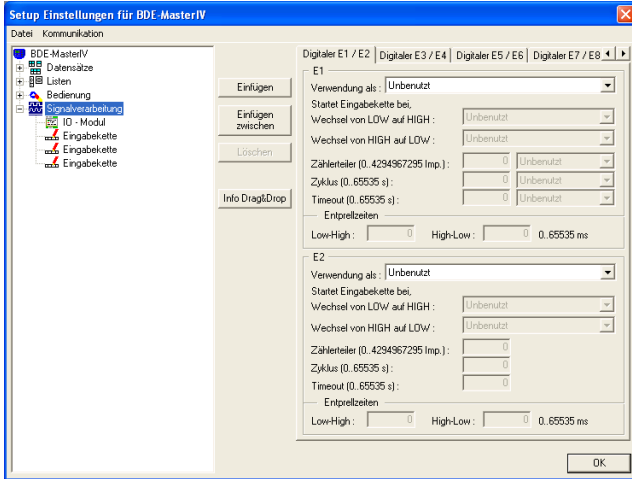 Setup Einstellungen für BDE-MasterIV
Datei Kommunikation
BDE-MasterIV
Datensätze
Listen
Bedienung
Signalverarbeitung
IO - Modul
Eingabekette
Eingabekette
Eingabekette
Einfügen
Einfügen
zwischen
Löschen
Info Drag&Drop
Digitaler E1 / E2 Digitaler E3 / E4 Digitaler E5 / E6 Digitaler E7 / E8
E1
Verwendung als : Unbenutzt
Startet Eingabekette bei,
Wechsel von LOW auf HIGH : Unbenutzt
Wechsel von HIGH auf LOW : Unbenutzt
Zählerteiler (0..4294967295 Imp.) : 0 Unbenutzt
Zyklus (0..65535 s) : 0 Unbenutzt
Timeout (0..65535 s) : 0 Unbenutzt
Entprellzeiten
Low-High : 0 High-Low : 0 0..65535 ms
E2
Verwendung als : Unbenutzt
Startet Eingabekette bei,
Wechsel von LOW auf HIGH : Unbenutzt
Wechsel von HIGH auf LOW : Unbenutzt
Zählerteiler (0..4294967295 Imp.) : 0
Zyklus (0..65535 s) : 0
Timeout (0..65535 s) : 0
Entprellzeiten
Low-High : 0 High-Low : 0 0..65535 ms
OK